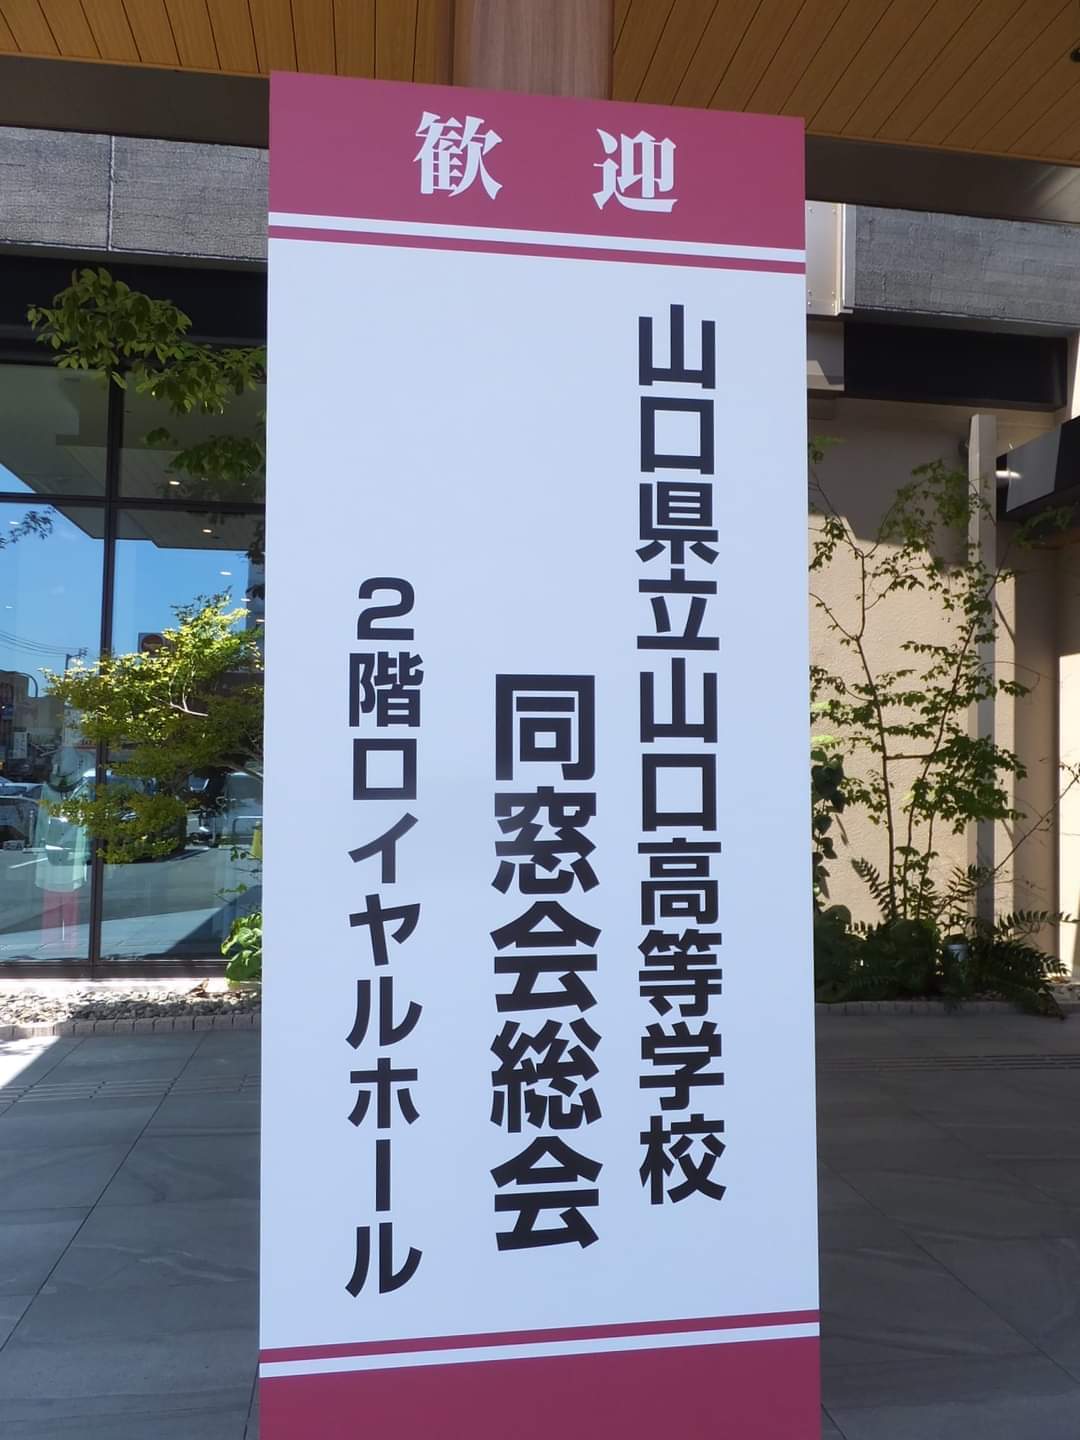 歓迎
山口県立山口高等学校
同窓会総会
2階ロイヤルホール